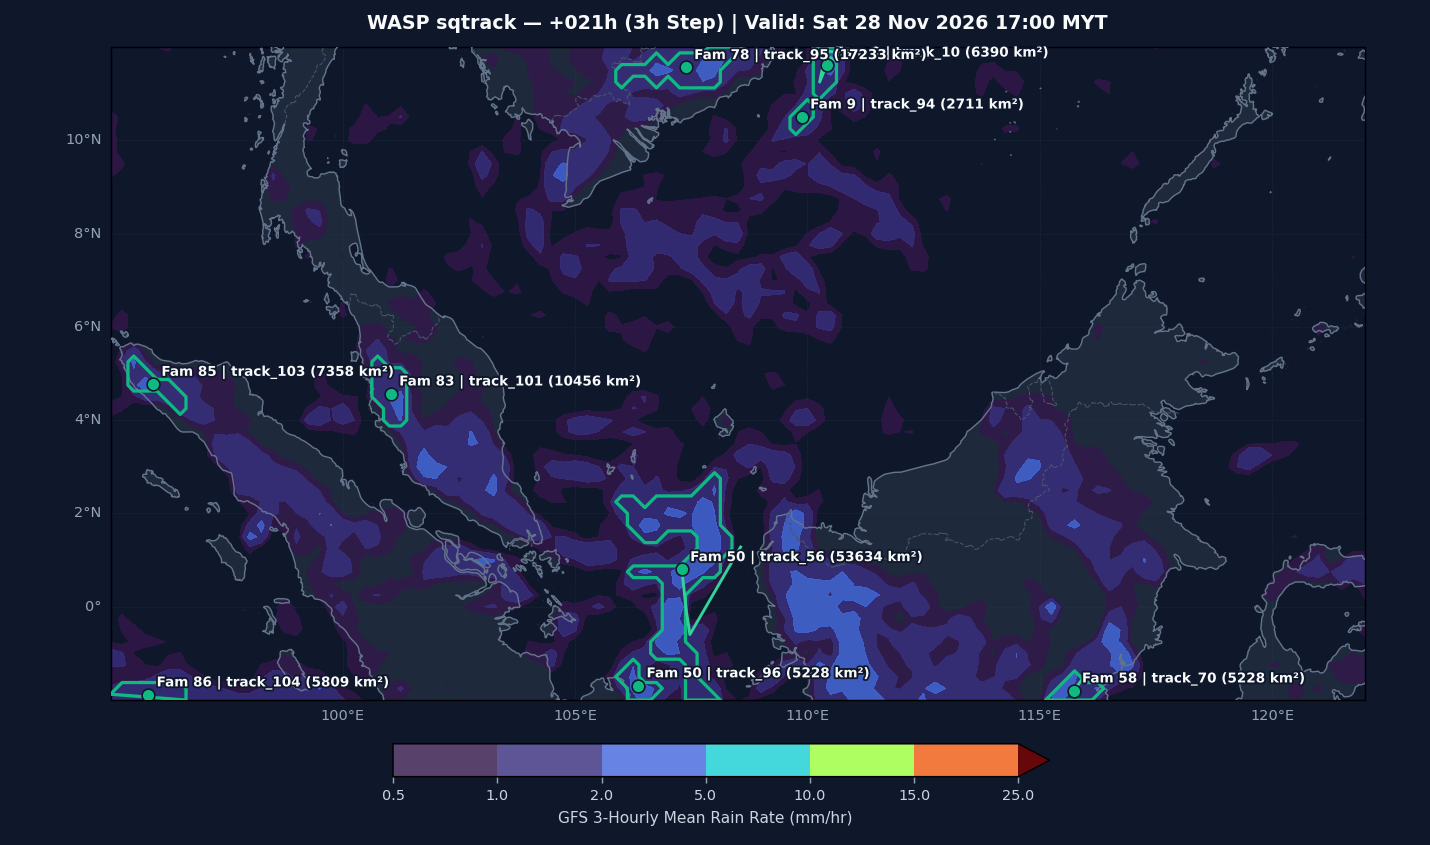 WASP sqtrack — +021h (3h Step) | Valid: Sat 28 Nov 2026 17:00 MYT
Fam 78 | track_95 (17233 km²)
k_10 (6390 km²)
Fam 9 | track_94 (2711 km²)
10°N
8°N
6°N
Fam 85 | track_103 (7358 km²)
Fam 83 | track_101 (10456 km²)
4°N
2°N
Fam 50 | track_56 (53634 km²)
0°
Fam 50 | track_96 (5228 km²)
Fam 58 | track_70 (5228 km²)
Fam 86 | track_104 (5809 km²)
100°E 105°E 110°E 115°E 120°E
0.5 1.0 2.0 5.0 10.0 15.0 25.0
GFS 3-Hourly Mean Rain Rate (mm/hr)